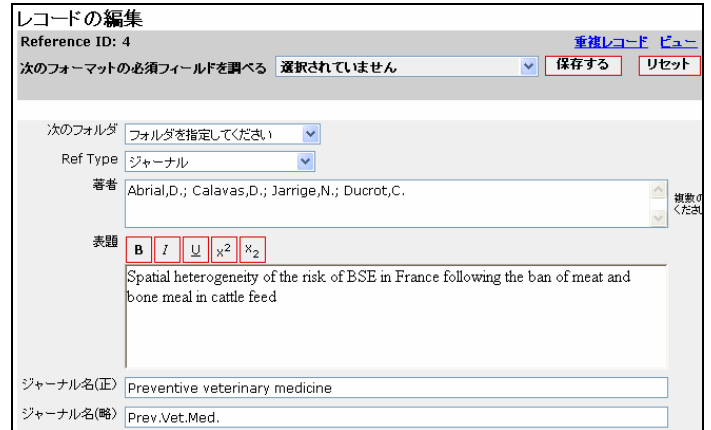 レコードの編集
Reference ID: 4 重複レコード ビュー
次のフォーマットの必須フィールドを調べる 選択されていません 保存する リセット
次のフォルダ フォルダを指定してください
Ref Type ジャーナル
著者 Abrial,D.; Calavas,D.; Jarrige,N.; Ducrot,C.
複数の
くださ
表題 B I U x² x₂
Spatial heterogeneity of the risk of BSE in France following the ban of meat and
bone meal in cattle feed
ジャーナル名(正) Preventive veterinary medicine
ジャーナル名(略) Prev.Vet.Med.